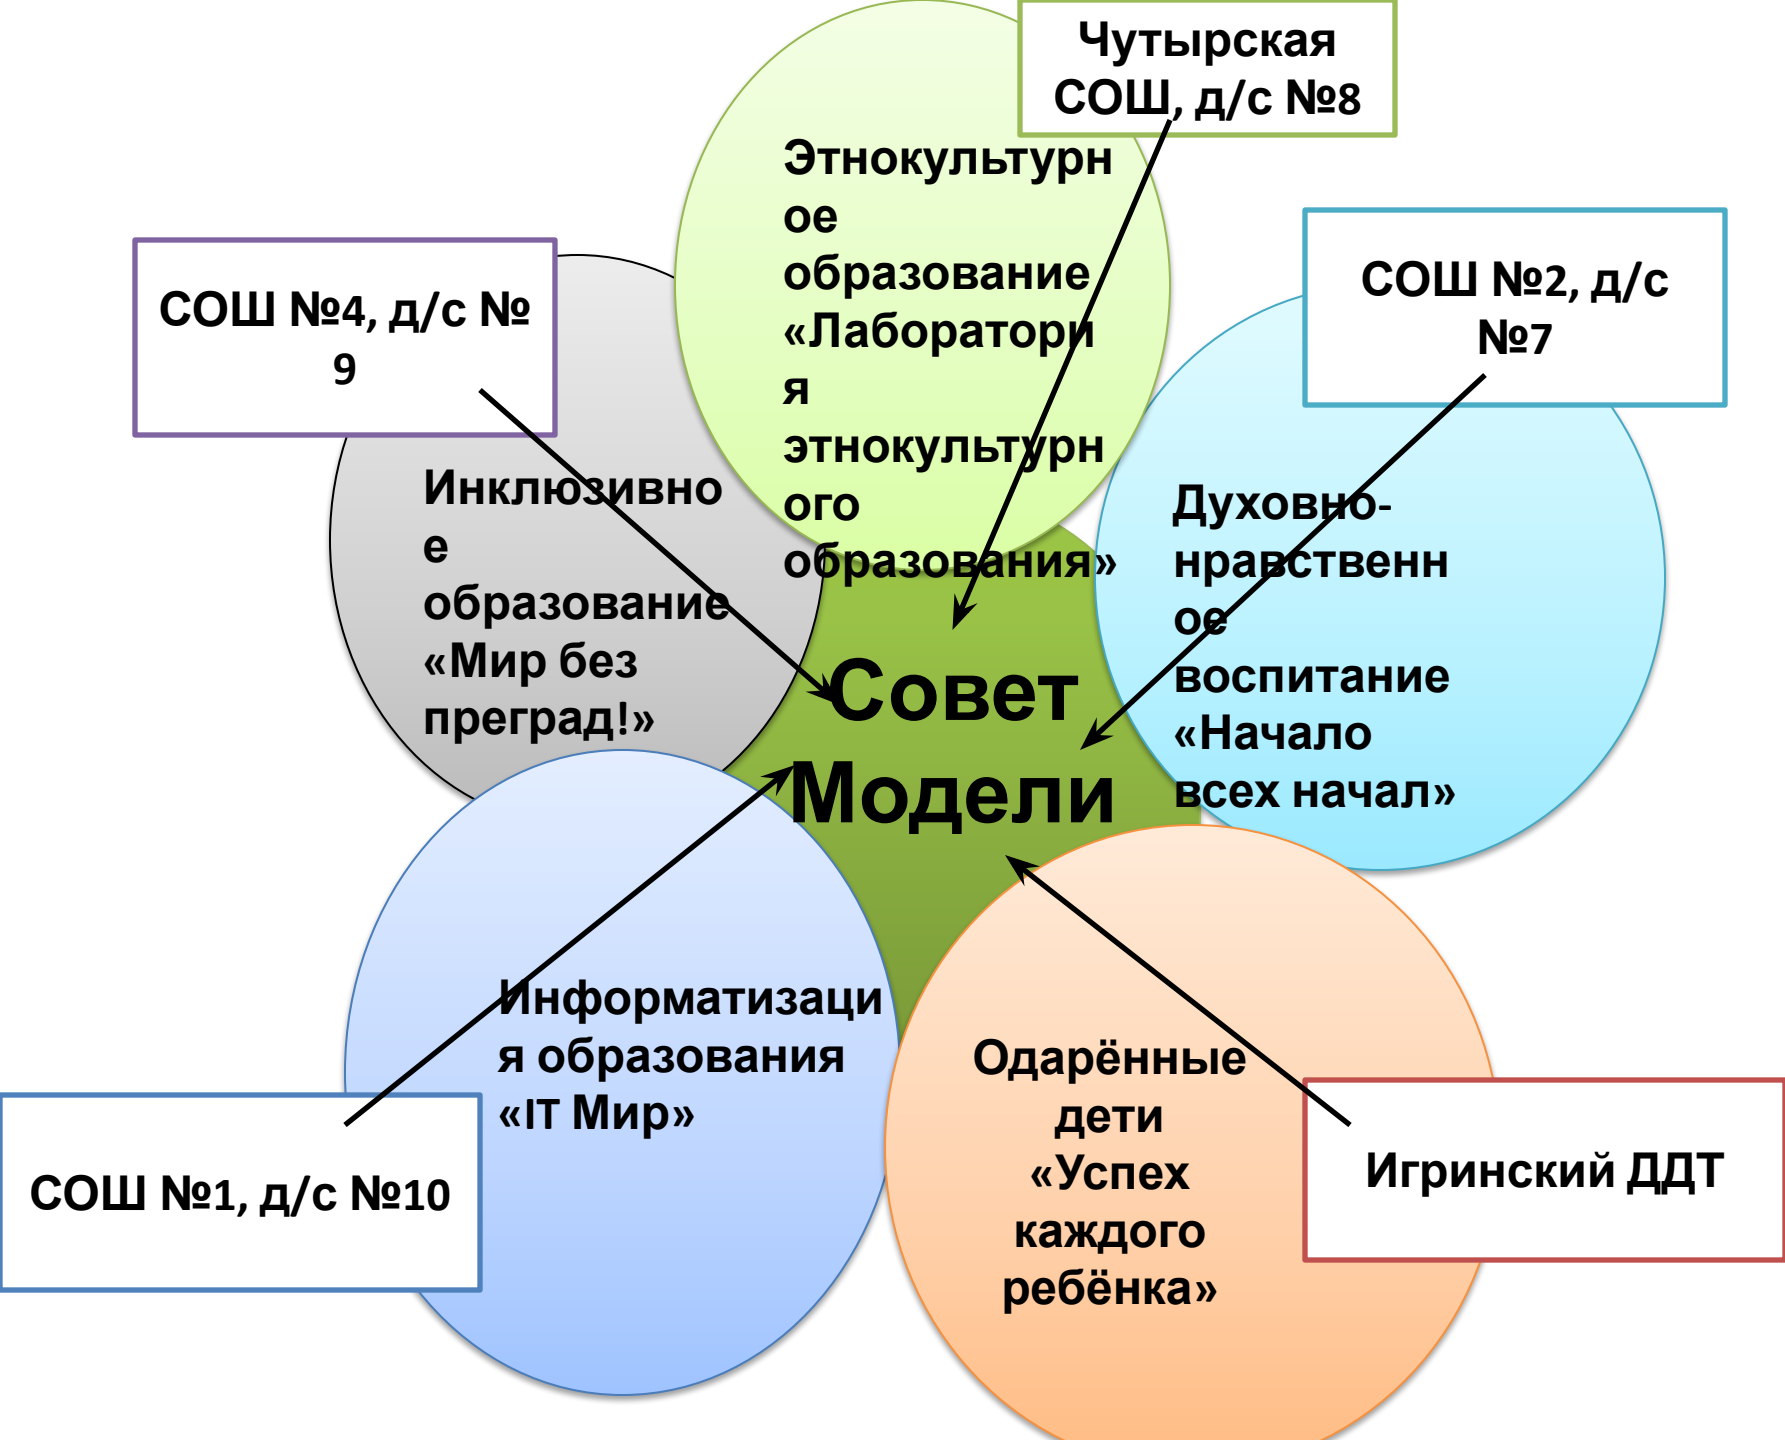 Чутырская
СОШ, д/с №8
Этнокультурн
ое
образование
«Лаборатори
я
этнокультурн
ого
образования»
СОШ №4, д/с №
9
СОШ №2, д/с
№7
Инклюзивно
е
образование
«Мир без
преград!»
Духовно-
нравственн
ое
воспитание
«Начало
всех начал»
Совет
Модели
Информатизаци
я образования
«IT Мир»
Одарённые
дети
«Успех
каждого
ребёнка»
СОШ №1, д/с №10
Игринский ДДТ